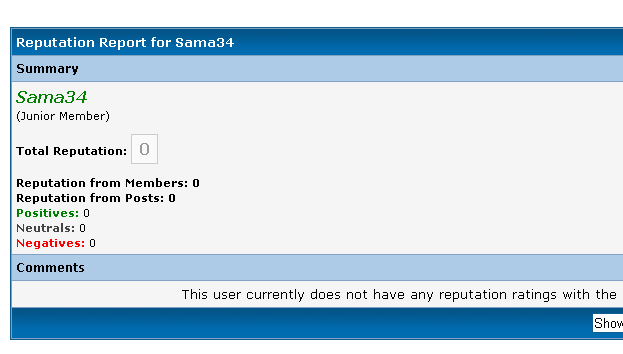 Reputation Report for Sama34
Summary
Sama34
(Junior Member)
Total Reputation: 0
Reputation from Members: 0
Reputation from Posts: 0
Positives: 0
Neutrals: 0
Negatives: 0
Comments
This user currently does not have any reputation ratings with the
Show